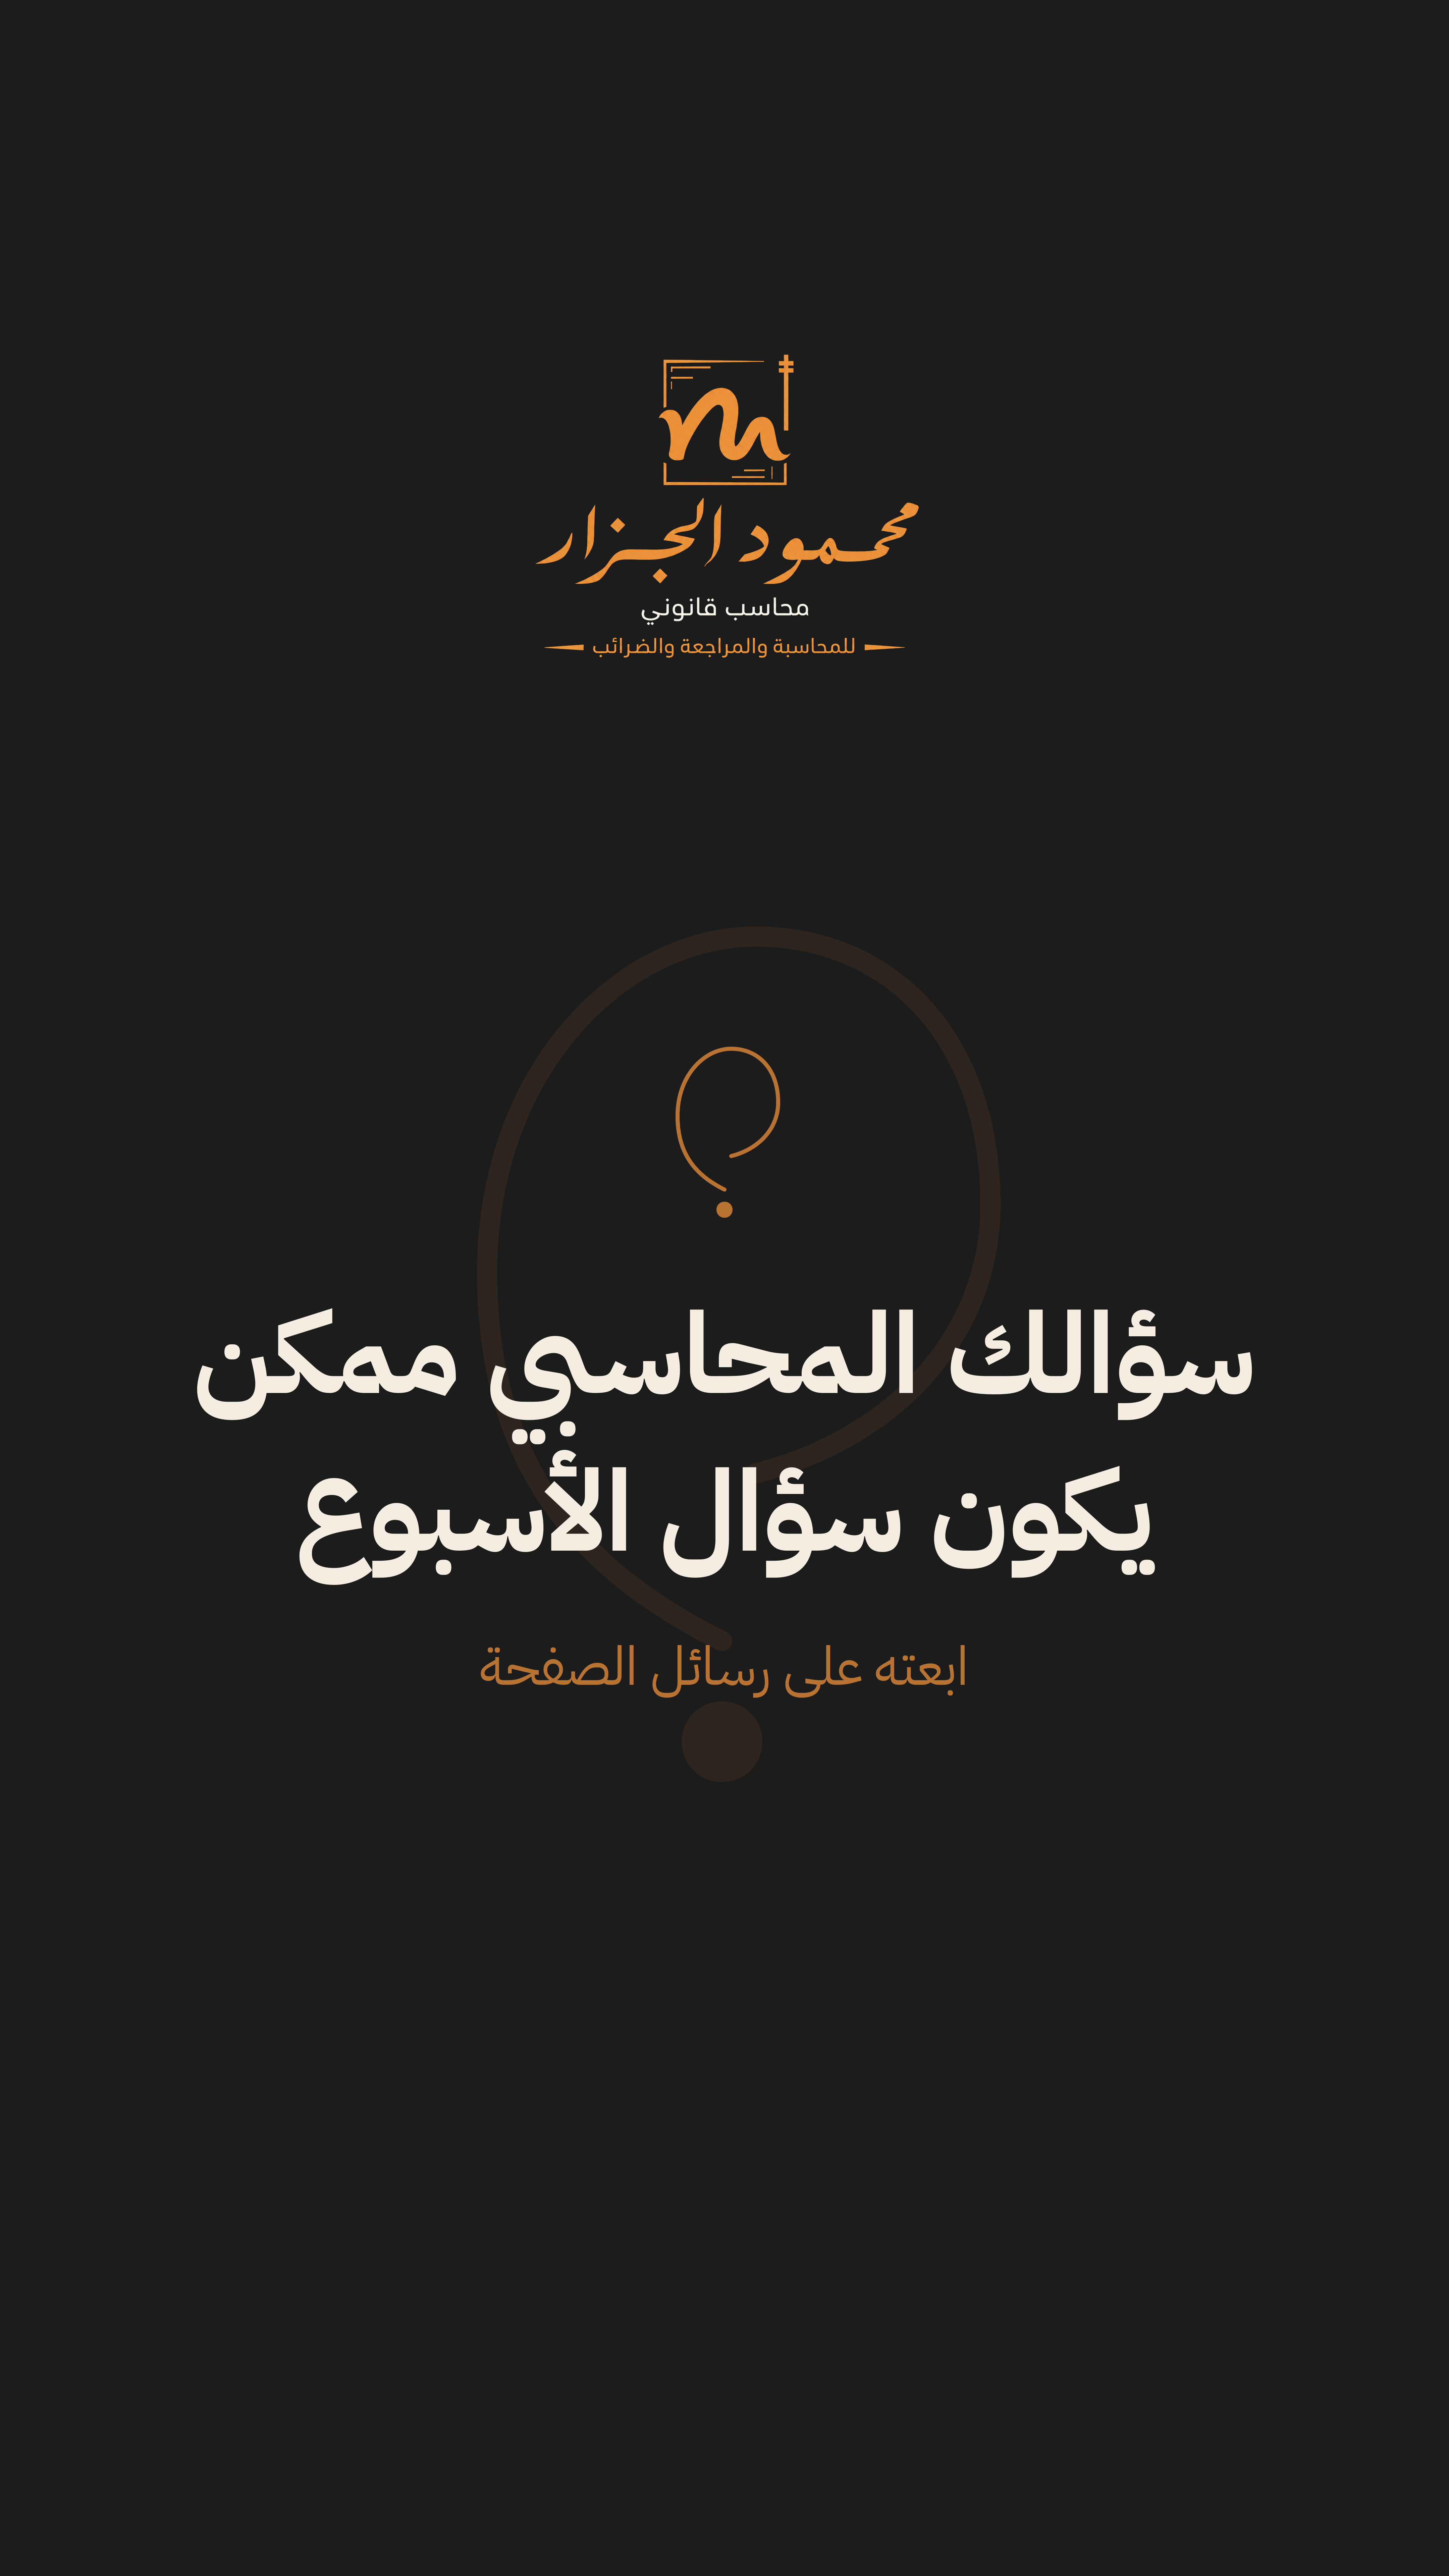 محمود الجزار
محاسب قانوني
للمحاسبة والمراجعة والضرائب
سؤالك المحاسبي ممكن
يكون سؤال الأسبوع
ابعته على رسائل الصفحة